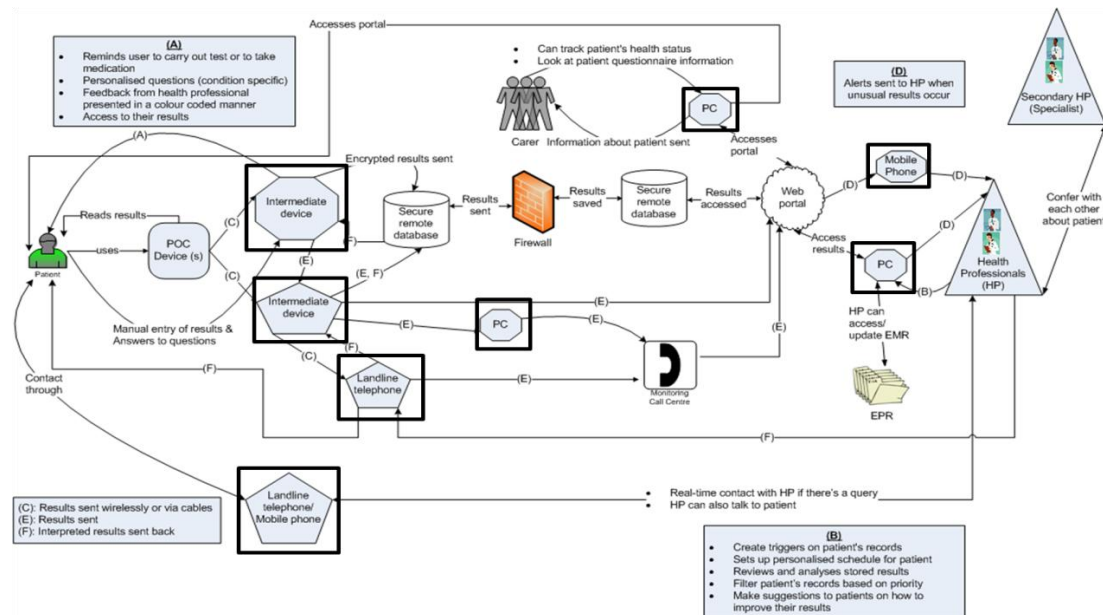 Accesses portal
(A)
Reminds user to carry out test or to take
medication
Personalised questions (condition specific)
Feedback from health professional
presented in a colour coded manner
Access to their results
Can track patient's health status
Look at patient questionnaire information
Carer
Information about patient sent
PC
Accesses
portal
(D)
Alerts sent to HP when
unusual results occur
Secondary HP
(Specialist)
(A)
Encrypted results sent
Reads results
Patient
uses
POC
Device (s)
(C)
(C)
Intermediate
device
(F)
Secure
remote
database
Results
sent
Firewall
Results
saved
Secure
remote
database
Results
accessed
Web
portal
(D)
Mobile
Phone
(D)
(D)
Confer with
each other
about patient
Access
results
PC
(B)
Health
Professionals
(HP)
(E)
(E, F)
Intermediate
device
(E)
(E)
PC
(E)
(E)
Manual entry of results &
Answers to questions
(F)
(C)
HP can
access/
update EMR
Contact
through
(F)
Landline
telephone
(E)
Monitoring
Call Centre
EPR
(F)
Landline
telephone/
Mobile phone
Real-time contact with HP if there's a query
HP can also talk to patient
(C): Results sent wirelessly or via cables
(E): Results sent
(F): Interpreted results sent back
(B)
Create triggers on patient's records
Sets up personalised schedule for patient
Reviews and analyses stored results
Filter patient's records based on priority
Make suggestions to patients on how to
improve their results